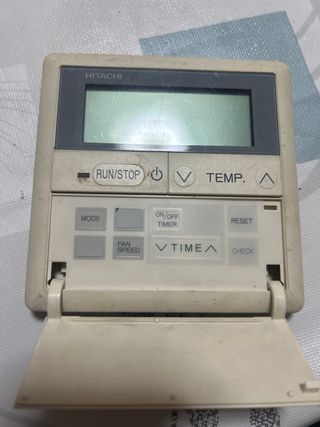 HITACHI
RUN/STOP TEMP.
MODE ON/OFF TIMER RESET
FAN SPEED TIME CHECK